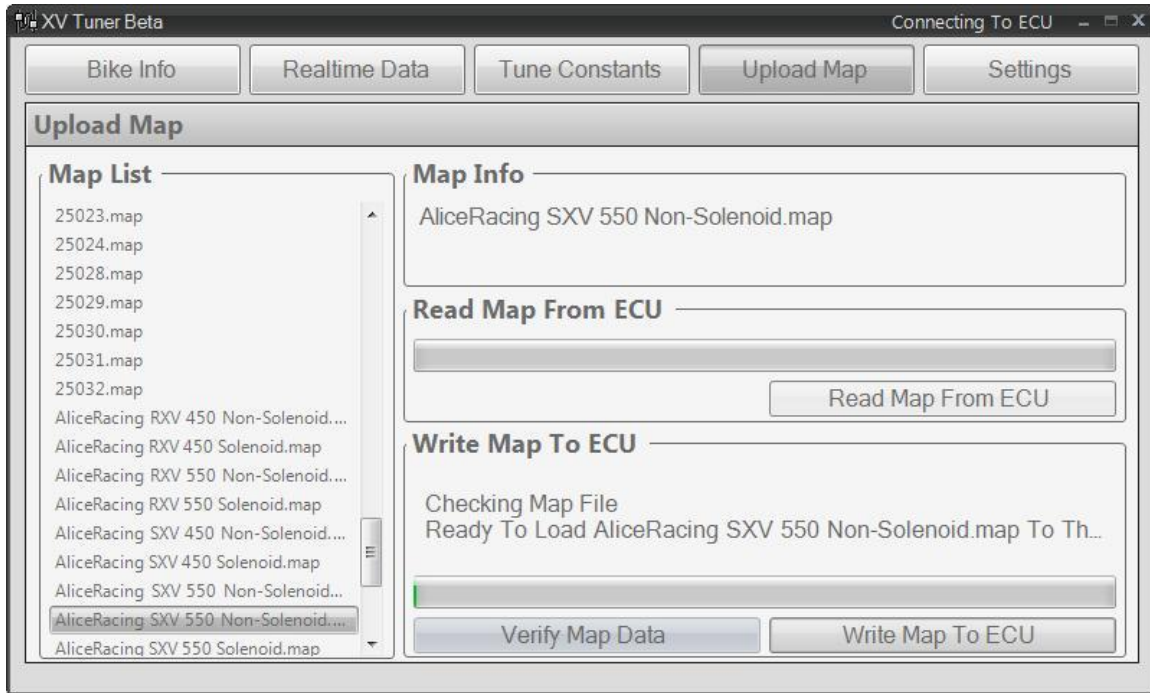 XV Tuner Beta
Connecting To ECU
Bike Info
Realtime Data
Tune Constants
Upload Map
Settings
Upload Map
Map List
25023.map
25024.map
25028.map
25029.map
25030.map
25031.map
25032.map
AliceRacing RXV 450 Non-Solenoid....
AliceRacing RXV 450 Solenoid.map
AliceRacing RXV 550 Non-Solenoid....
AliceRacing RXV 550 Solenoid.map
AliceRacing SXV 450 Non-Solenoid....
AliceRacing SXV 450 Solenoid.map
AliceRacing SXV 550 Non-Solenoid...
AliceRacing SXV 550 Non-Solenoid....
AliceRacing SXV 550 Solenoid.map
Map Info
AliceRacing SXV 550 Non-Solenoid.map
Read Map From ECU
Read Map From ECU
Write Map To ECU
Checking Map File
Ready To Load AliceRacing SXV 550 Non-Solenoid.map To Th...
Verify Map Data
Write Map To ECU